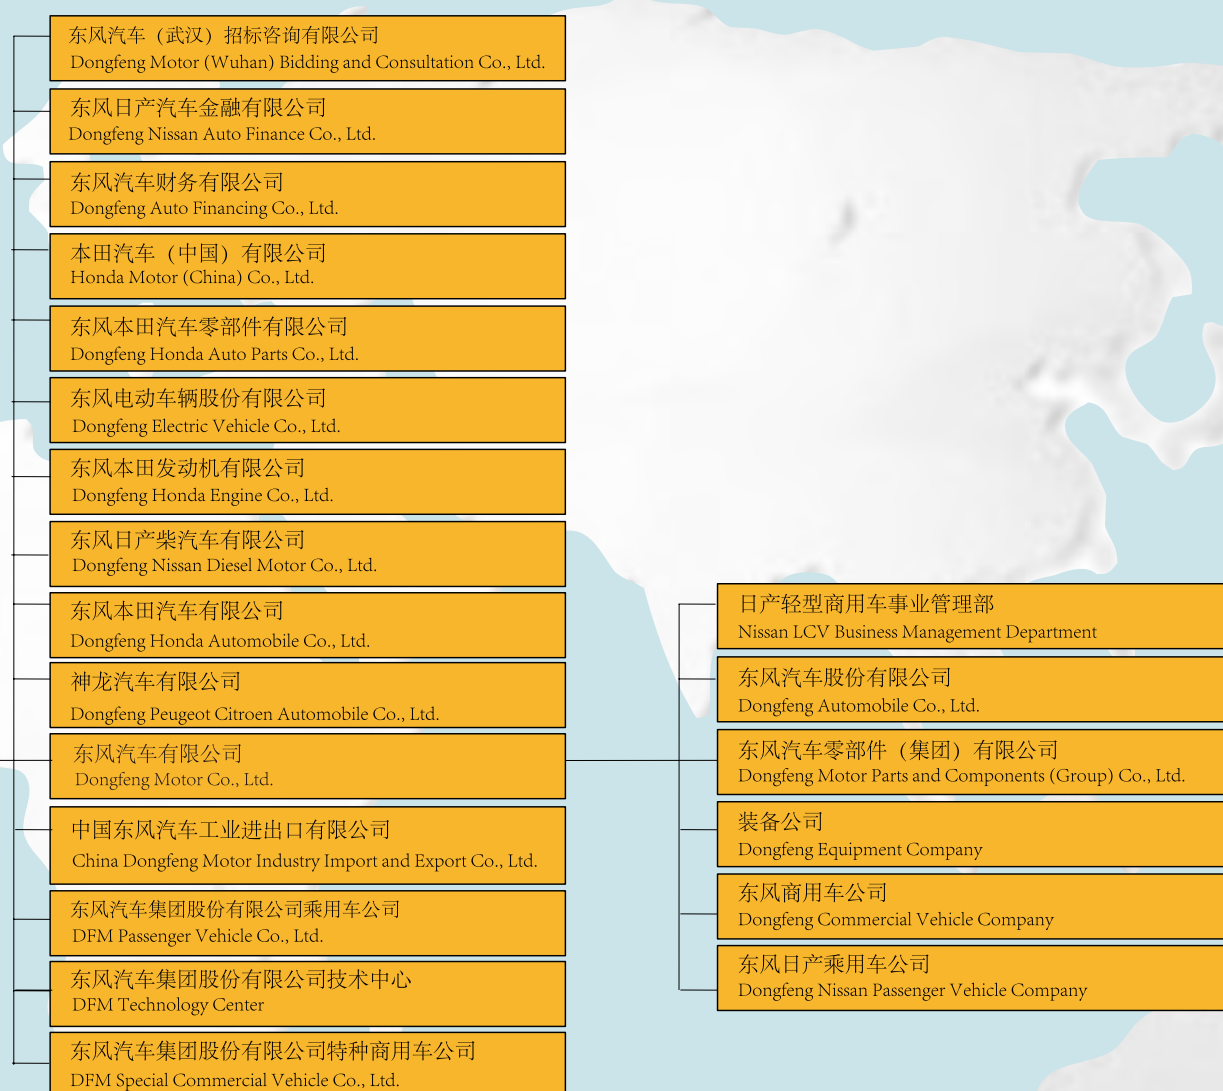 东风汽车（武汉）招标咨询有限公司
Dongfeng Motor (Wuhan) Bidding and Consultation Co., Ltd.
东风日产汽车金融有限公司
Dongfeng Nissan Auto Finance Co., Ltd.
东风汽车财务有限公司
Dongfeng Auto Financing Co., Ltd.
本田汽车（中国）有限公司
Honda Motor (China) Co., Ltd.
东风本田汽车零部件有限公司
Dongfeng Honda Auto Parts Co., Ltd.
东风电动车辆股份有限公司
Dongfeng Electric Vehicle Co., Ltd.
东风本田发动机有限公司
Dongfeng Honda Engine Co., Ltd.
东风日产柴汽车有限公司
Dongfeng Nissan Diesel Motor Co., Ltd.
东风本田汽车有限公司
Dongfeng Honda Automobile Co., Ltd.
神龙汽车有限公司
Dongfeng Peugeot Citroen Automobile Co., Ltd.
东风汽车有限公司
Dongfeng Motor Co., Ltd.
中国东风汽车工业进出口有限公司
China Dongfeng Motor Industry Import and Export Co., Ltd.
东风汽车集团股份有限公司乘用车公司
DFM Passenger Vehicle Co., Ltd.
东风汽车集团股份有限公司技术中心
DFM Technology Center
东风汽车集团股份有限公司特种商用车公司
DFM Special Commercial Vehicle Co., Ltd.
日产轻型商用车事业管理部
Nissan LCV Business Management Department
东风汽车股份有限公司
Dongfeng Automobile Co., Ltd.
东风汽车零部件（集团）有限公司
Dongfeng Motor Parts and Components (Group) Co., Ltd.
装备公司
Dongfeng Equipment Company
东风商用车公司
Dongfeng Commercial Vehicle Company
东风日产乘用车公司
Dongfeng Nissan Passenger Vehicle Company